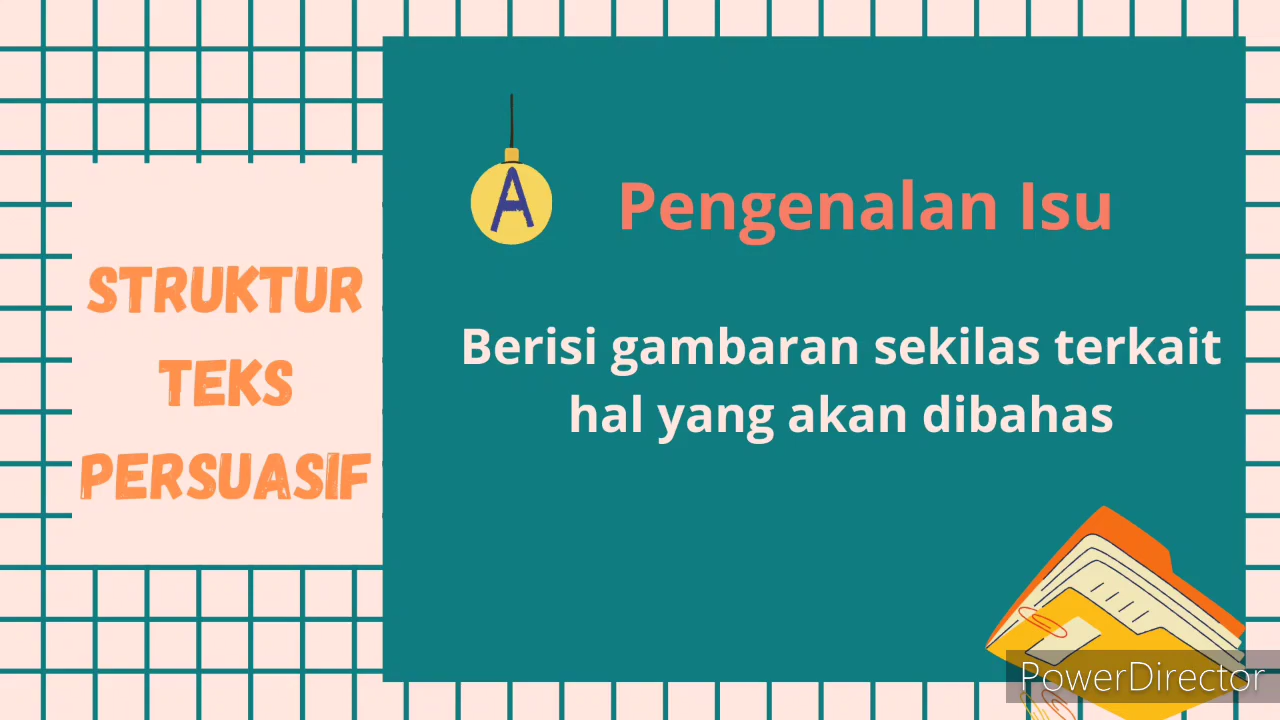 STRUKTUR
TEKS
PERSUASIF
A
Pengenalan Isu
Berisi gambaran sekilas terkait
hal yang akan dibahas
PowerDirector